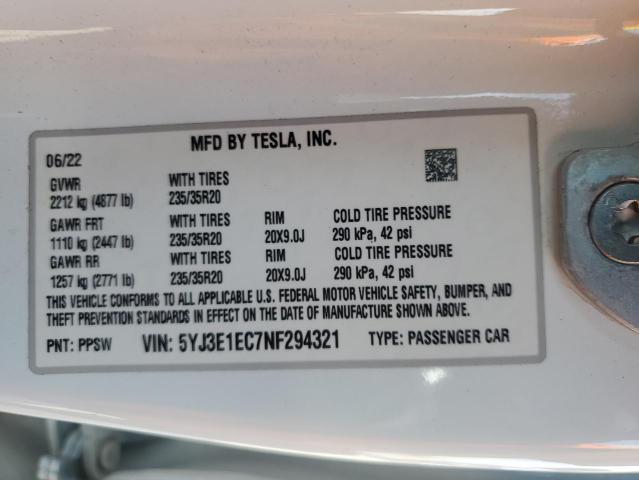 MFD BY TESLA, INC.
06/22
GVWR WITH TIRES
2212 kg (4877 lb) 235/35R20
GAWR FRT WITH TIRES RIM COLD TIRE PRESSURE
1110 kg (2447 lb) 235/35R20 20X9.0J 290 kPa, 42 psi
GAWR RR WITH TIRES RIM COLD TIRE PRESSURE
1257 kg (2771 lb) 235/35R20 20X9.0J 290 kPa, 42 psi
THIS VEHICLE CONFORMS TO ALL APPLICABLE U.S. FEDERAL MOTOR VEHICLE SAFETY, BUMPER, AND
THEFT PREVENTION STANDARDS IN EFFECT ON THE DATE OF MANUFACTURE SHOWN ABOVE.
PNT: PPSW VIN: 5YJ3E1EC7NF294321 TYPE: PASSENGER CAR